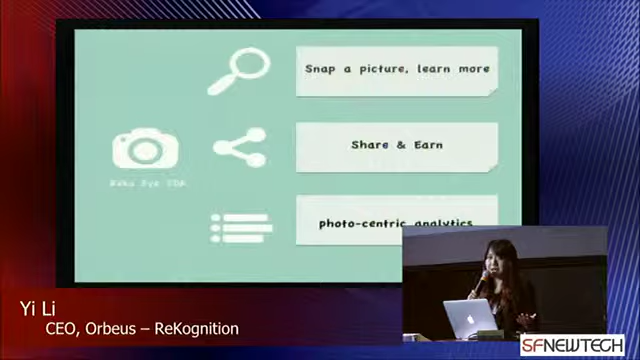 Snap a picture, learn more
Share & Earn
photo-centric analytics
Yi Li
CEO, Orbeus – ReKognition
SFNEWTECH